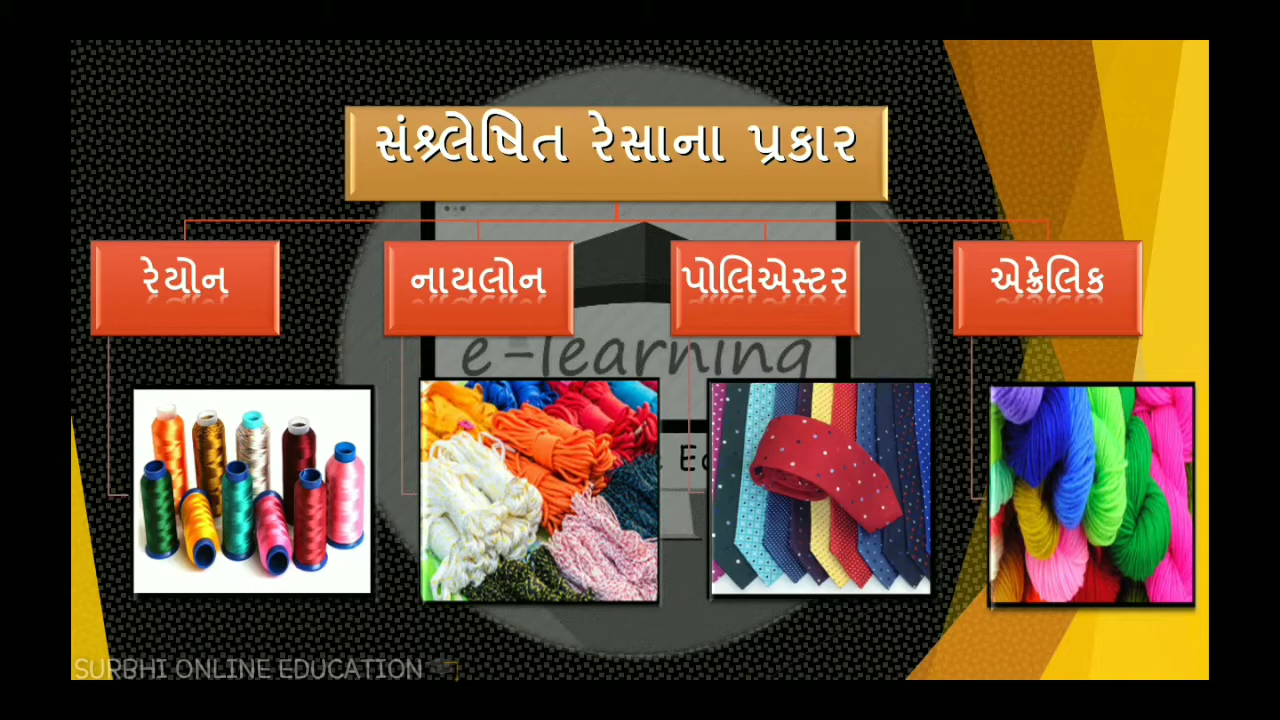 સંશ્લેષિત રેસાના પ્રકાર
રેયોન
નાયલોન
પોલિએસ્ટર
એક્રેલિક
e-learning
SURBHI ONLINE EDUCATION